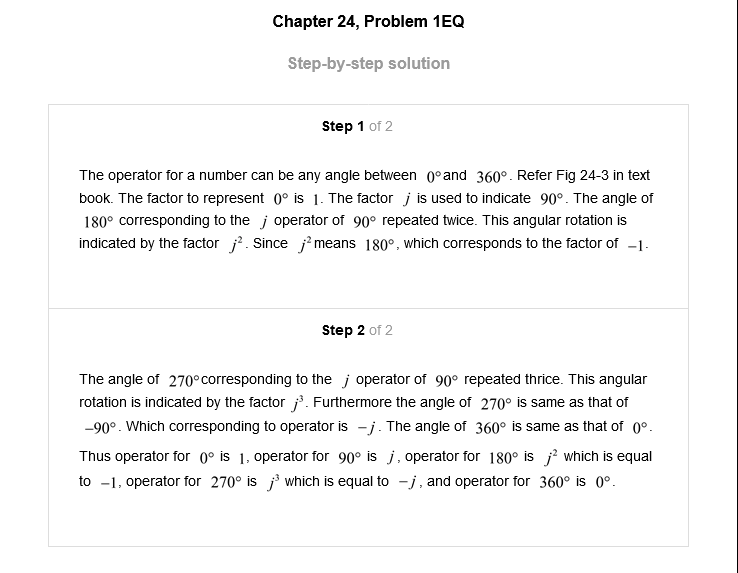 Chapter 24, Problem 1EQ
Step-by-step solution
Step 1 of 2
The operator for a number can be any angle between 0° and 360°. Refer Fig 24-3 in text
book. The factor to represent 0° is 1. The factor j is used to indicate 90°. The angle of
180° corresponding to the j operator of 90° repeated twice. This angular rotation is
indicated by the factor j². Since j² means 180°, which corresponds to the factor of −1.
Step 2 of 2
The angle of 270° corresponding to the j operator of 90° repeated thrice. This angular
rotation is indicated by the factor j³. Furthermore the angle of 270° is same as that of
−90°. Which corresponding to operator is −j. The angle of 360° is same as that of 0°.
Thus operator for 0° is 1, operator for 90° is j, operator for 180° is j² which is equal
to −1, operator for 270° is j³ which is equal to −j, and operator for 360° is 0°.